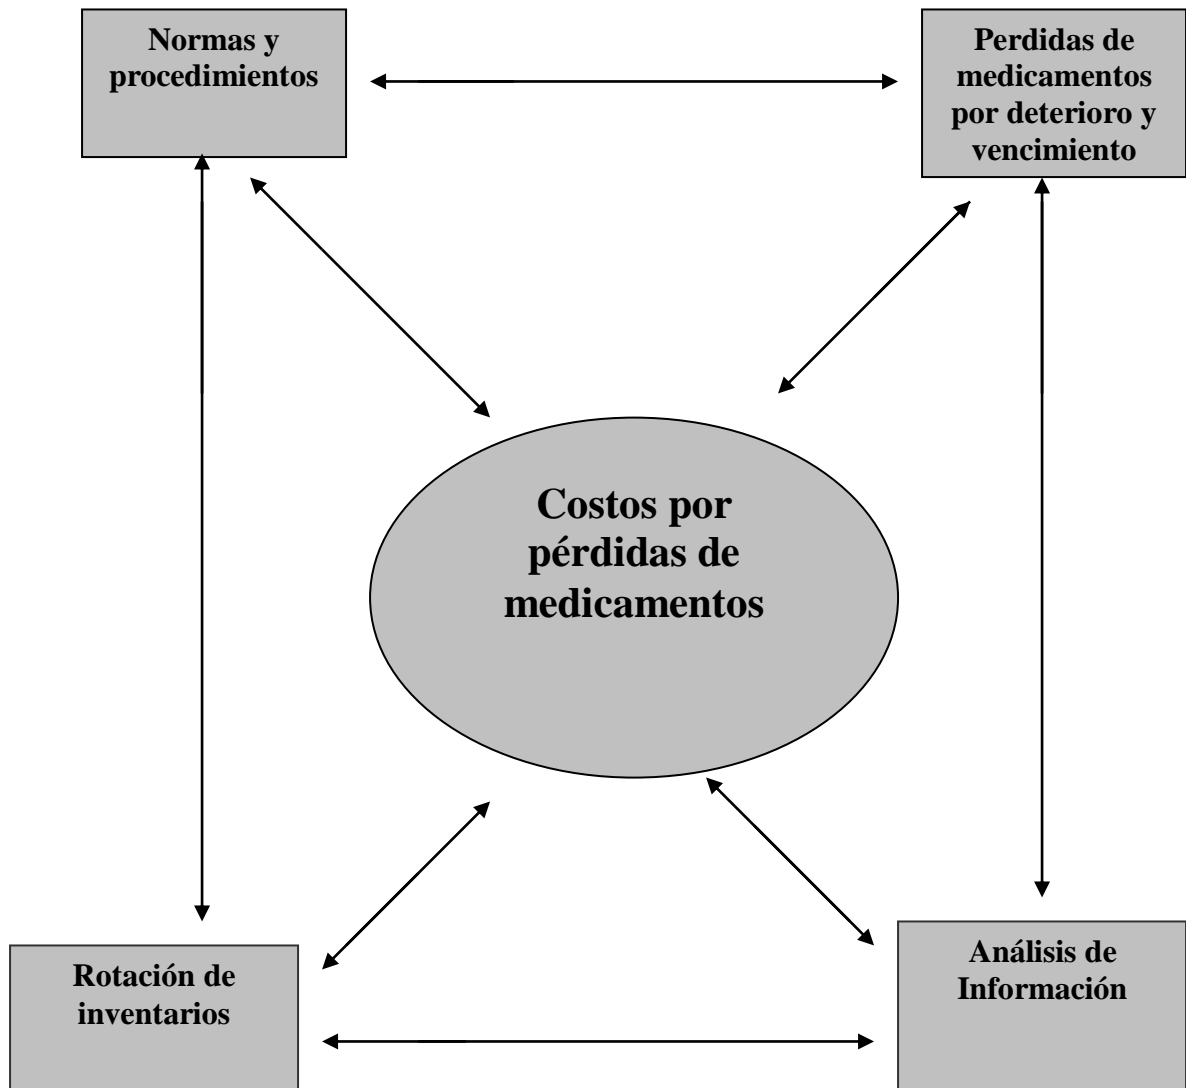 Normas y
procedimientos
Perdidas de
medicamentos
por deterioro y
vencimiento
Costos por
pérdidas de
medicamentos
Rotación de
inventarios
Análisis de
Información